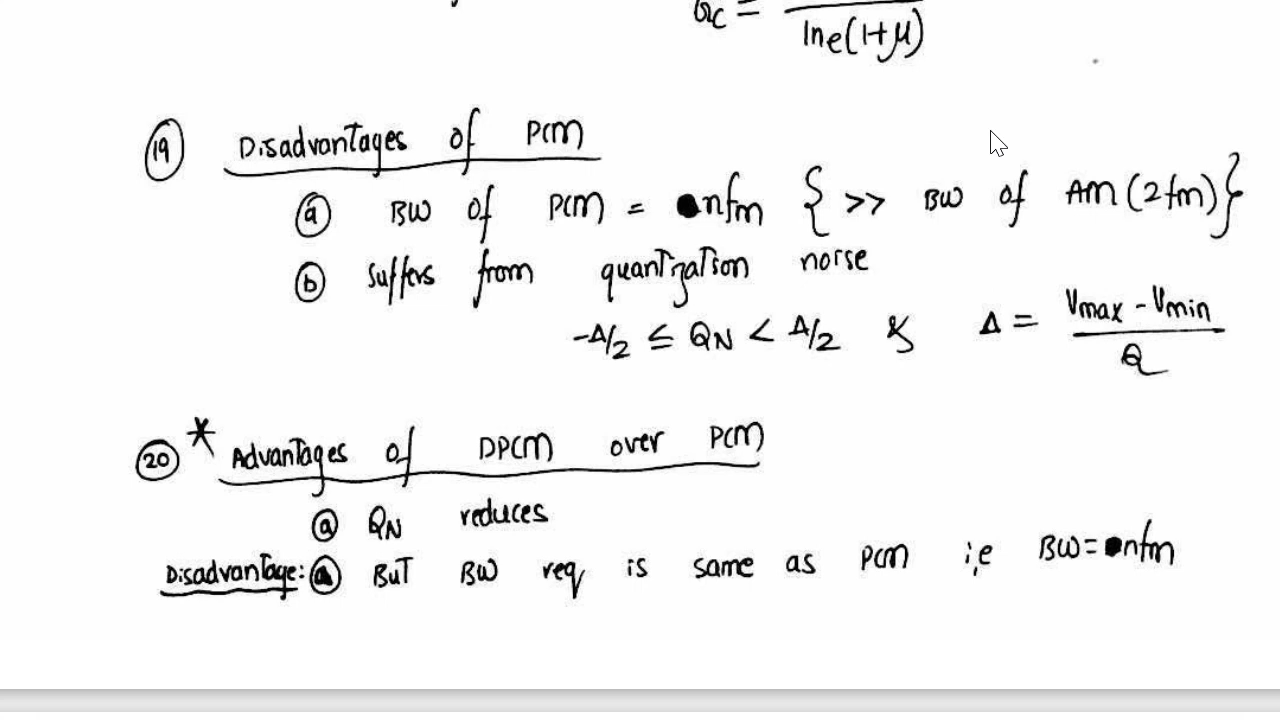 Gc =
lne(1+μ)
19 Disadvantages of PCM
a BW of PCM = nfm { >> BW of AM (2fm)}
b Suffers from quantization noise
-Δ/2 ≤ QN < Δ/2 & Δ = Vmax - Vmin / Q
20 * Advantages of DPCM over PCM
a QN reduces
Disadvantage: a BUT BW req is same as PCM i,e BW = nfm